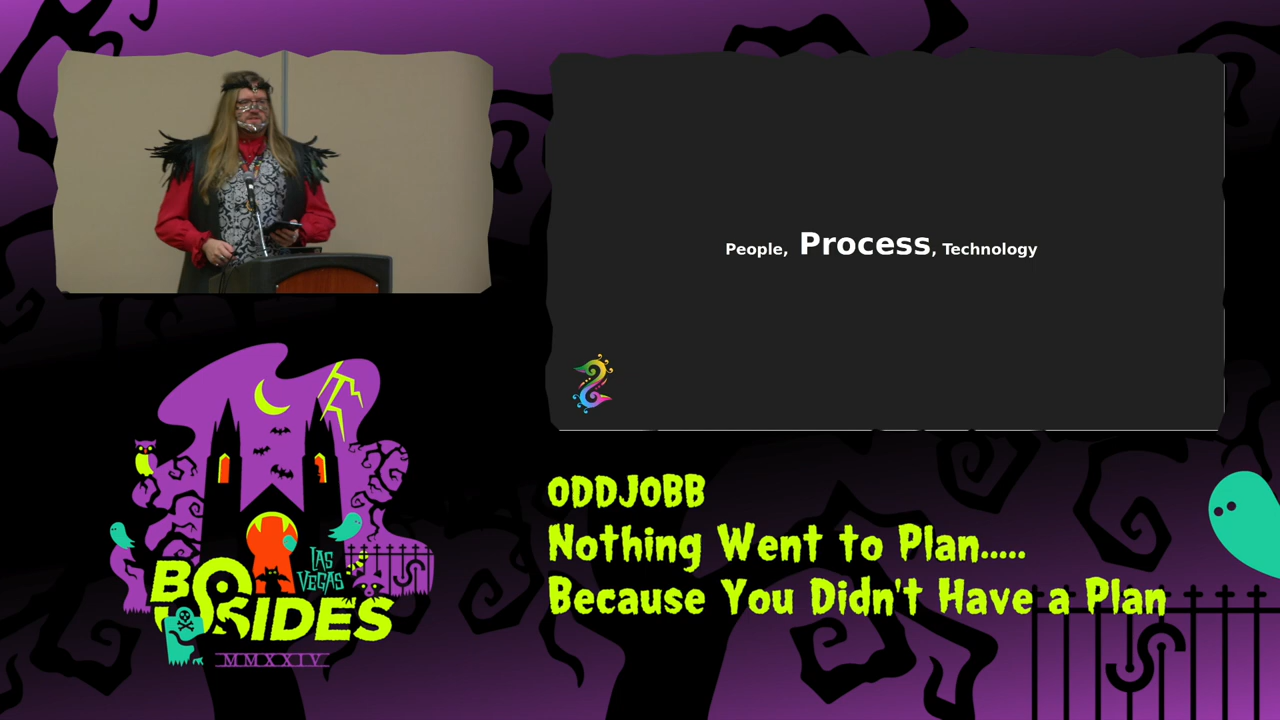 People, Process, Technology
ODDJOBB
Nothing Went to Plan.....
Because You Didn't Have a Plan
LAS
VEGAS
BSIDES
MMXXIV